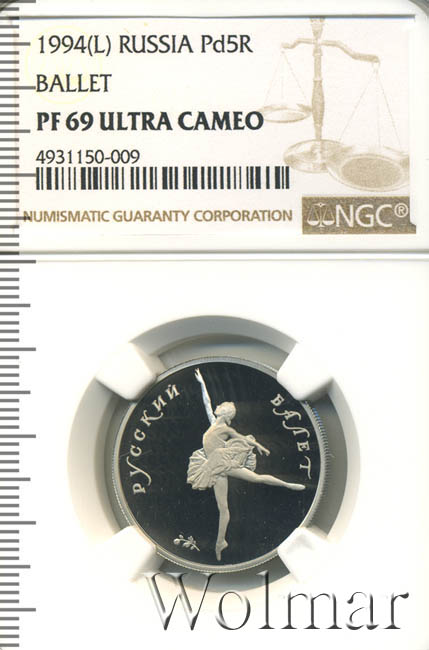 1994(L) RUSSIA Pd5R
BALLET
PF 69 ULTRA CAMEO
4931150-009
NUMISMATIC GUARANTY CORPORATION
NGC®
РУССКИЙ БАЛЕТ
Wolmar